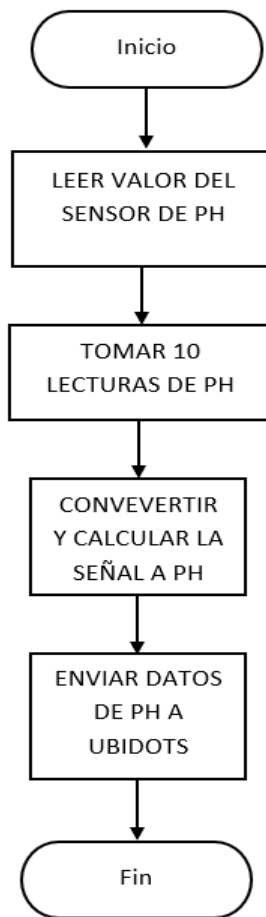 Inicio
LEER VALOR DEL
SENSOR DE PH
TOMAR 10
LECTURAS DE PH
CONVEVERTIR
Y CALCULAR LA
SEÑAL A PH
ENVIAR DATOS
DE PH A
UBIDOTS
Fin